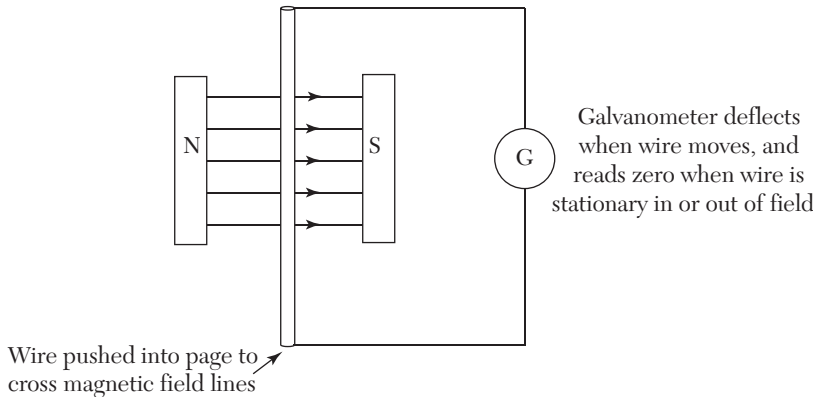 N
S
G
Galvanometer deflects
when wire moves, and
reads zero when wire is
stationary in or out of field
Wire pushed into page to
cross magnetic field lines